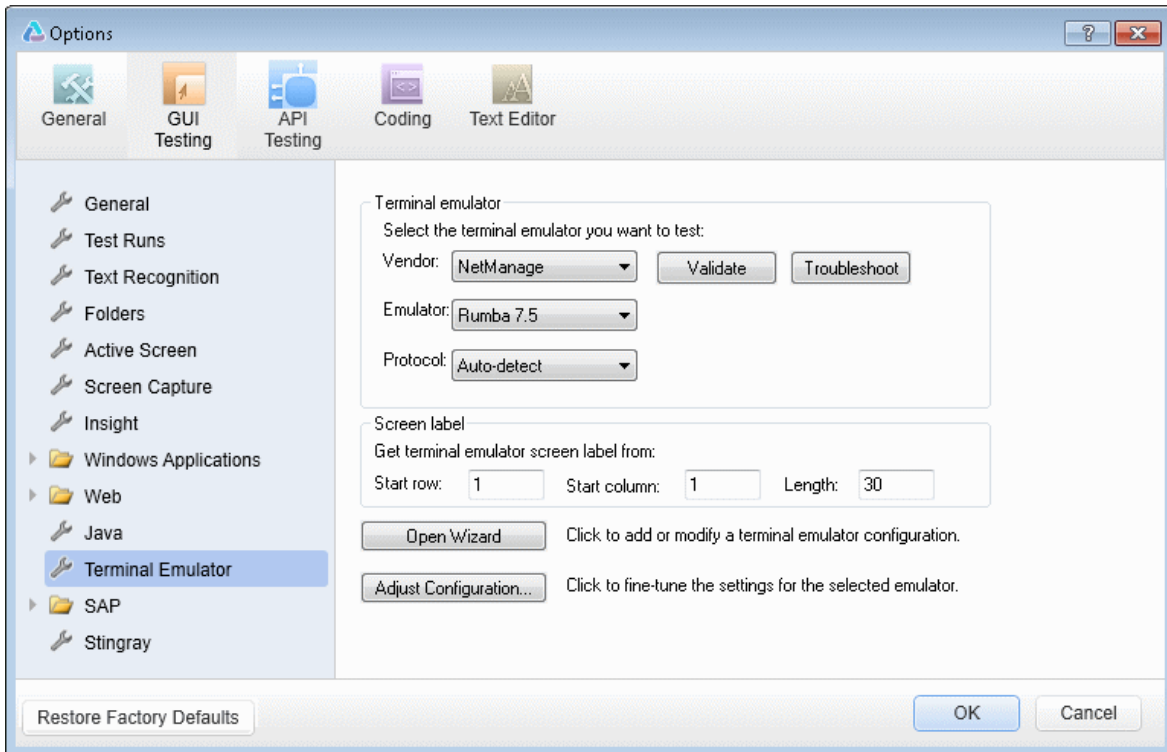 Options
General
GUI
Testing
API
Testing
Coding
Text Editor
General
Test Runs
Text Recognition
Folders
Active Screen
Screen Capture
Insight
Windows Applications
Web
Java
Terminal Emulator
SAP
Stingray
Terminal emulator
Select the terminal emulator you want to test:
Vendor: NetManage Validate Troubleshoot
Emulator: Rumba 7.5
Protocol: Auto-detect
Screen label
Get terminal emulator screen label from:
Start row: 1 Start column: 1 Length: 30
Open Wizard Click to add or modify a terminal emulator configuration.
Adjust Configuration... Click to fine-tune the settings for the selected emulator.
Restore Factory Defaults OK Cancel